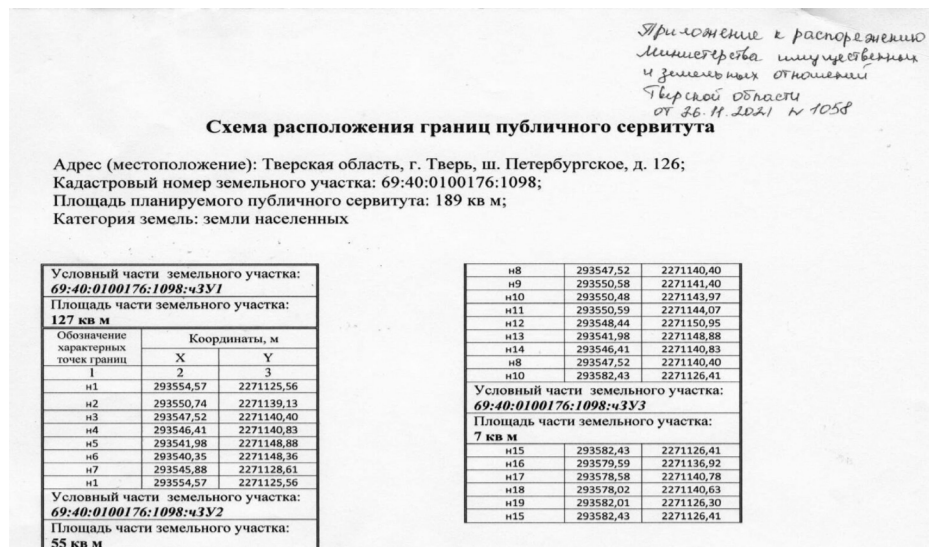 Приложение к распоряжению
Министерства имущественных
и земельных отношений
Тверской области
от 26.11.2021 N 1058
Схема расположения границ публичного сервитута
Адрес (местоположение): Тверская область, г. Тверь, ш. Петербургское, д. 126;
Кадастровый номер земельного участка: 69:40:0100176:1098;
Площадь планируемого публичного сервитута: 189 кв м;
Категория земель: земли населенных
Условный части земельного участка:
69:40:0100176:1098:чЗУ1
Площадь части земельного участка:
127 кв м
Обозначение характерных точек границ Координаты, м
X Y
1 2 3
н1 293554,57 2271125,56
н2 293550,74 2271139,13
н3 293547,52 2271140,40
н4 293546,41 2271140,83
н5 293541,98 2271148,88
н6 293540,35 2271148,36
н7 293545,88 2271128,61
н1 293554,57 2271125,56
Условный части земельного участка:
69:40:0100176:1098:чЗУ2
Площадь части земельного участка:
55 кв м
н8 293547,52 2271140,40
н9 293550,58 2271141,40
н10 293550,48 2271143,97
н11 293550,59 2271144,07
н12 293548,44 2271150,95
н13 293541,98 2271148,88
н14 293546,41 2271140,83
н8 293547,52 2271140,40
н10 293582,43 2271126,41
Условный части земельного участка:
69:40:0100176:1098:чЗУ3
Площадь части земельного участка:
7 кв м
н15 293582,43 2271126,41
н16 293579,59 2271136,92
н17 293578,58 2271140,78
н18 293578,02 2271140,63
н19 293582,01 2271126,30
н15 293582,43 2271126,41